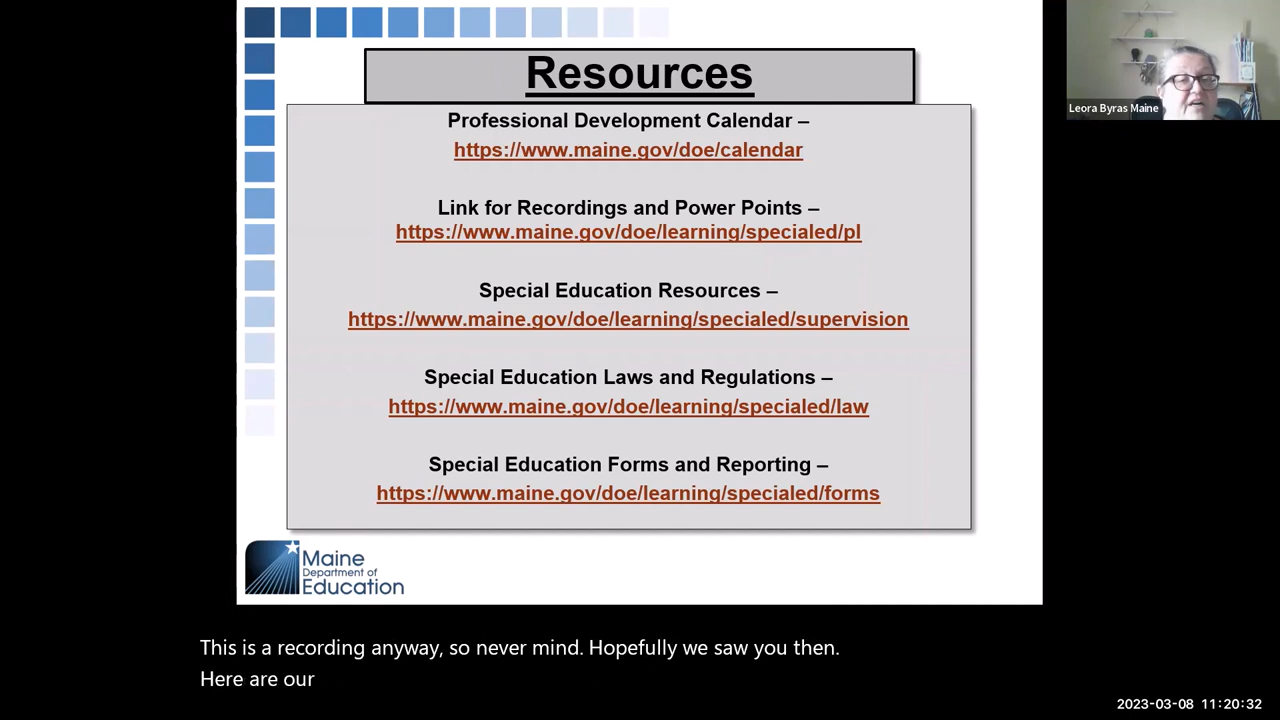 Resources
Professional Development Calendar –
https://www.maine.gov/doe/calendar
Link for Recordings and Power Points –
https://www.maine.gov/doe/learning/specialed/pl
Special Education Resources –
https://www.maine.gov/doe/learning/specialed/supervision
Special Education Laws and Regulations –
https://www.maine.gov/doe/learning/specialed/law
Special Education Forms and Reporting –
https://www.maine.gov/doe/learning/specialed/forms
Maine
Department of
Education
Leora Byras Maine
This is a recording anyway, so never mind. Hopefully we saw you then.
Here are our
2023-03-08 11:20:32